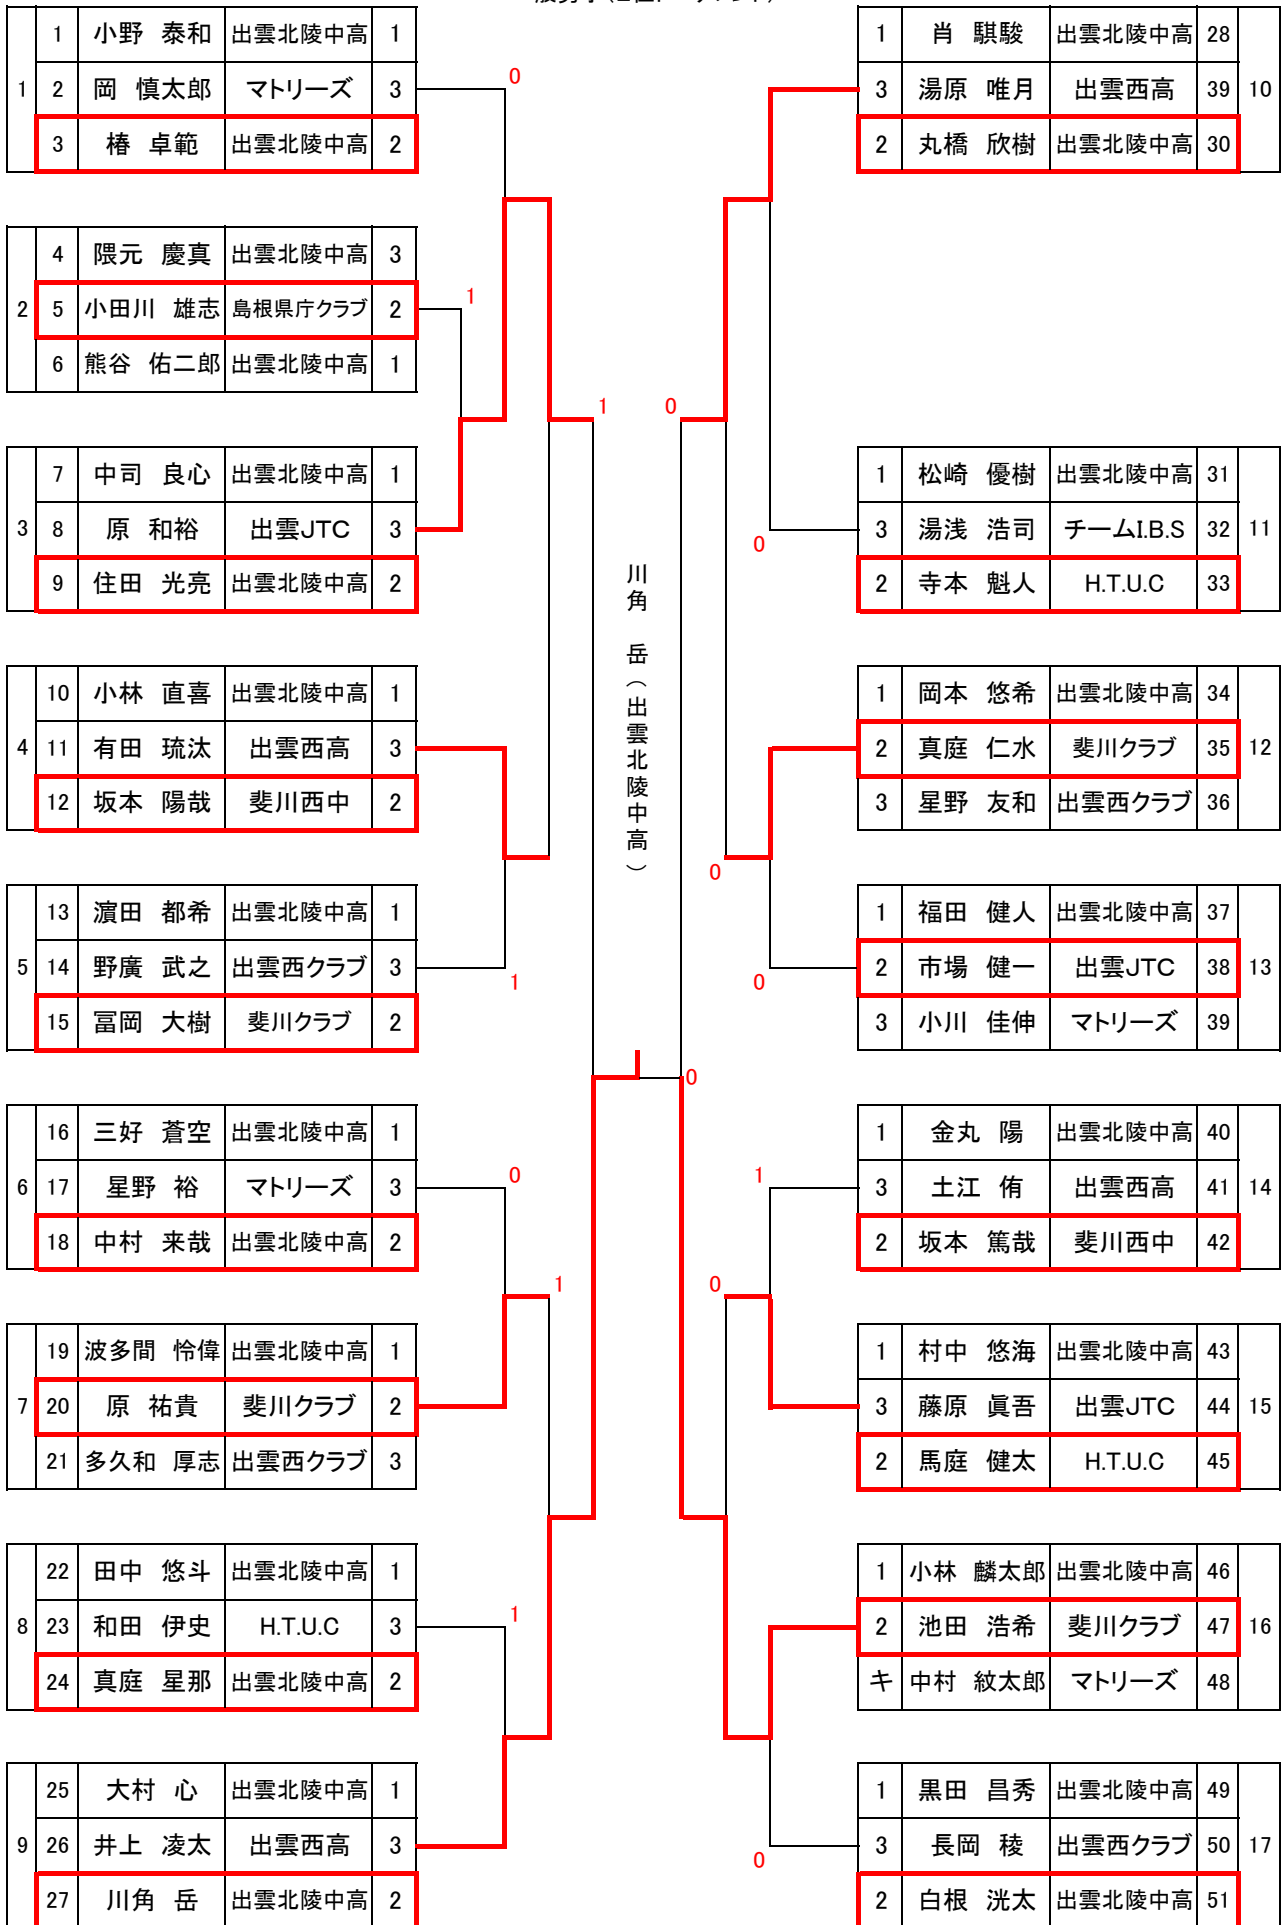 1 小野 泰和 出雲北陵中高 1
1 2 岡 慎太郎 マトリーズ 3
3 椿 卓範 出雲北陵中高 2
0
4 隈元 慶真 出雲北陵中高 3
2 5 小田川 雄志 島根県庁クラブ 2
6 熊谷 佑二郎 出雲北陵中高 1
1
1
7 中司 良心 出雲北陵中高 1
3 8 原 和裕 出雲JTC 3
9 住田 光亮 出雲北陵中高 2
10 小林 直喜 出雲北陵中高 1
4 11 有田 琉汰 出雲西高 3
12 坂本 陽哉 斐川西中 2
13 濵田 都希 出雲北陵中高 1
5 14 野廣 武之 出雲西クラブ 3
15 冨岡 大樹 斐川クラブ 2
1
16 三好 蒼空 出雲北陵中高 1
6 17 星野 裕 マトリーズ 3
18 中村 来哉 出雲北陵中高 2
0
1
19 波多間 怜偉 出雲北陵中高 1
7 20 原 祐貴 斐川クラブ 2
21 多久和 厚志 出雲西クラブ 3
22 田中 悠斗 出雲北陵中高 1
8 23 和田 伊史 H.T.U.C 3
24 真庭 星那 出雲北陵中高 2
1
25 大村 心 出雲北陵中高 1
9 26 井上 凌太 出雲西高 3
27 川角 岳 出雲北陵中高 2
川角 岳(出雲北陵中高)
0
1 肖 騏駿 出雲北陵中高 28
3 湯原 唯月 出雲西高 39 10
2 丸橋 欣樹 出雲北陵中高 30
0
1 松崎 優樹 出雲北陵中高 31
3 湯浅 浩司 チームI.B.S 32 11
2 寺本 魁人 H.T.U.C 33
0
1 岡本 悠希 出雲北陵中高 34
2 真庭 仁水 斐川クラブ 35 12
3 星野 友和 出雲西クラブ 36
0
1 福田 健人 出雲北陵中高 37
2 市場 健一 出雲JTC 38 13
3 小川 佳伸 マトリーズ 39
0
1 金丸 陽 出雲北陵中高 40
3 土江 侑 出雲西高 41 14
2 坂本 篤哉 斐川西中 42
1
0
1 村中 悠海 出雲北陵中高 43
3 藤原 眞吾 出雲JTC 44 15
2 馬庭 健太 H.T.U.C 45
1 小林 麟太郎 出雲北陵中高 46
2 池田 浩希 斐川クラブ 47 16
キ 中村 紋太郎 マトリーズ 48
1 黒田 昌秀 出雲北陵中高 49
3 長岡 稜 出雲西クラブ 50 17
2 白根 洸太 出雲北陵中高 51
0